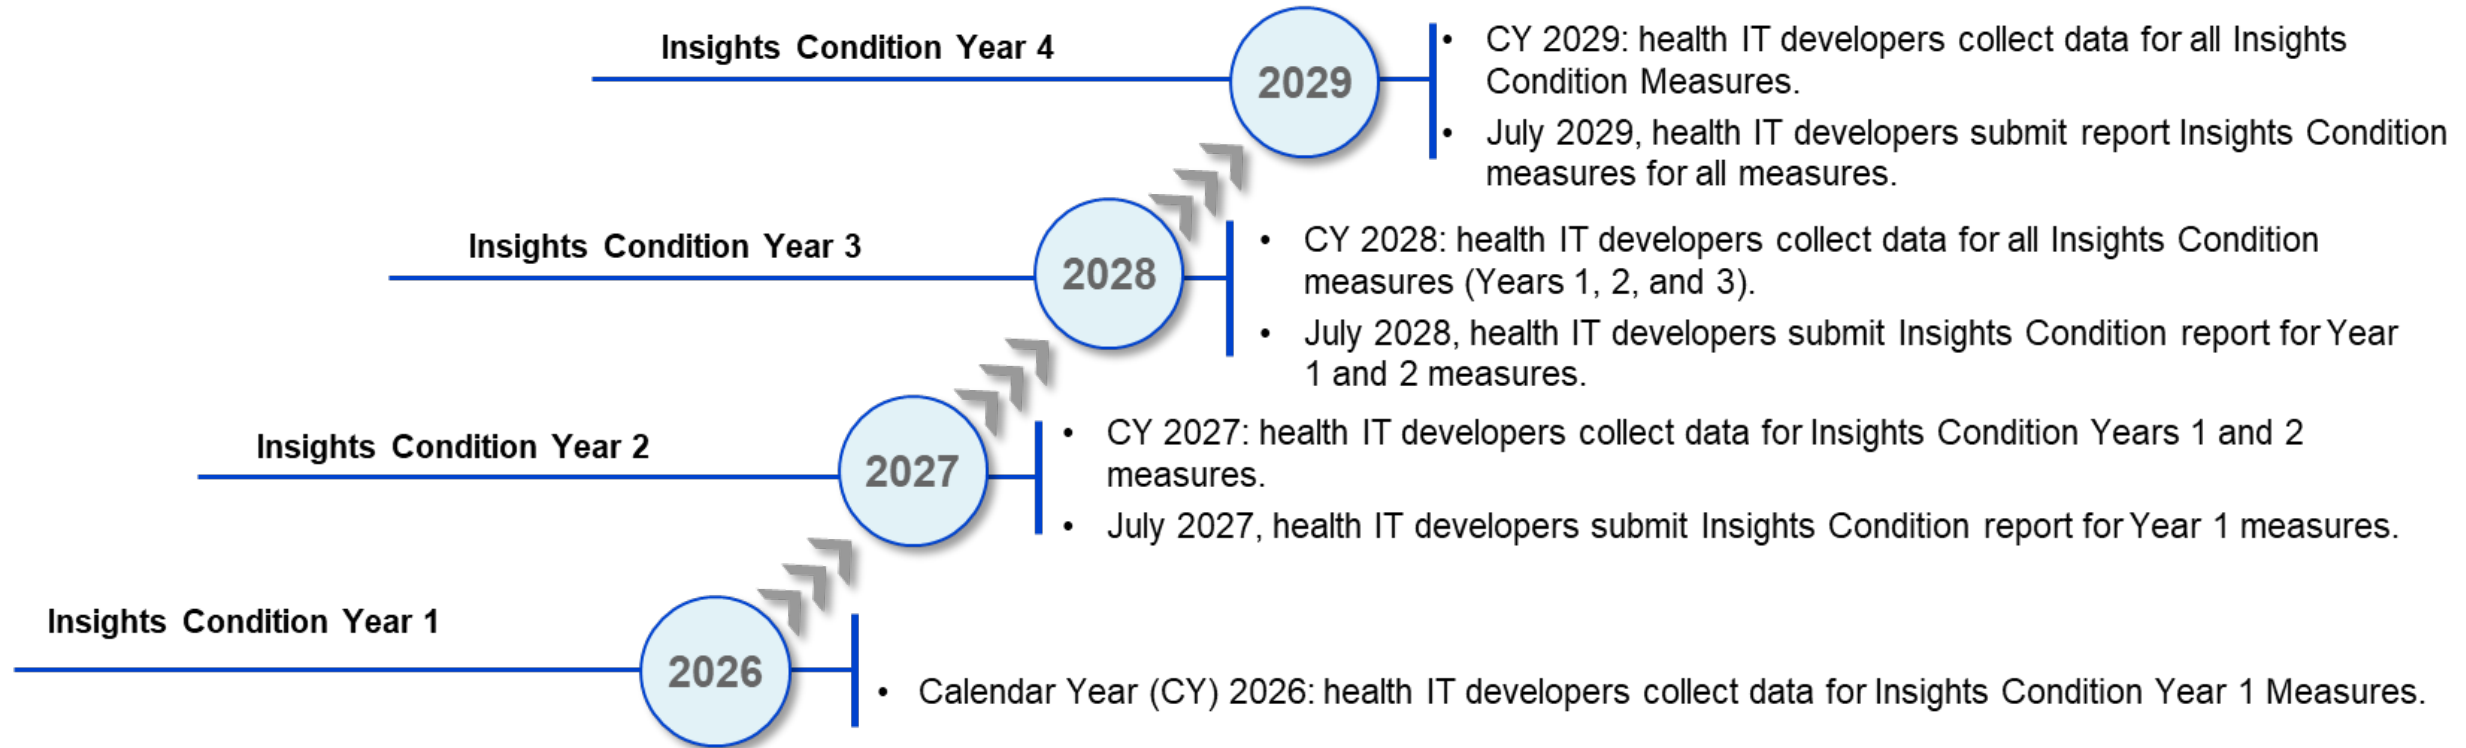 Insights Condition Year 4
2029
• CY 2029: health IT developers collect data for all Insights
Condition Measures.
• July 2029, health IT developers submit report Insights Condition
measures for all measures.
Insights Condition Year 3
2028
• CY 2028: health IT developers collect data for all Insights Condition
measures (Years 1, 2, and 3).
• July 2028, health IT developers submit Insights Condition report for Year
1 and 2 measures.
Insights Condition Year 2
2027
• CY 2027: health IT developers collect data for Insights Condition Years 1 and 2
measures.
• July 2027, health IT developers submit Insights Condition report for Year 1 measures.
Insights Condition Year 1
2026
• Calendar Year (CY) 2026: health IT developers collect data for Insights Condition Year 1 Measures.